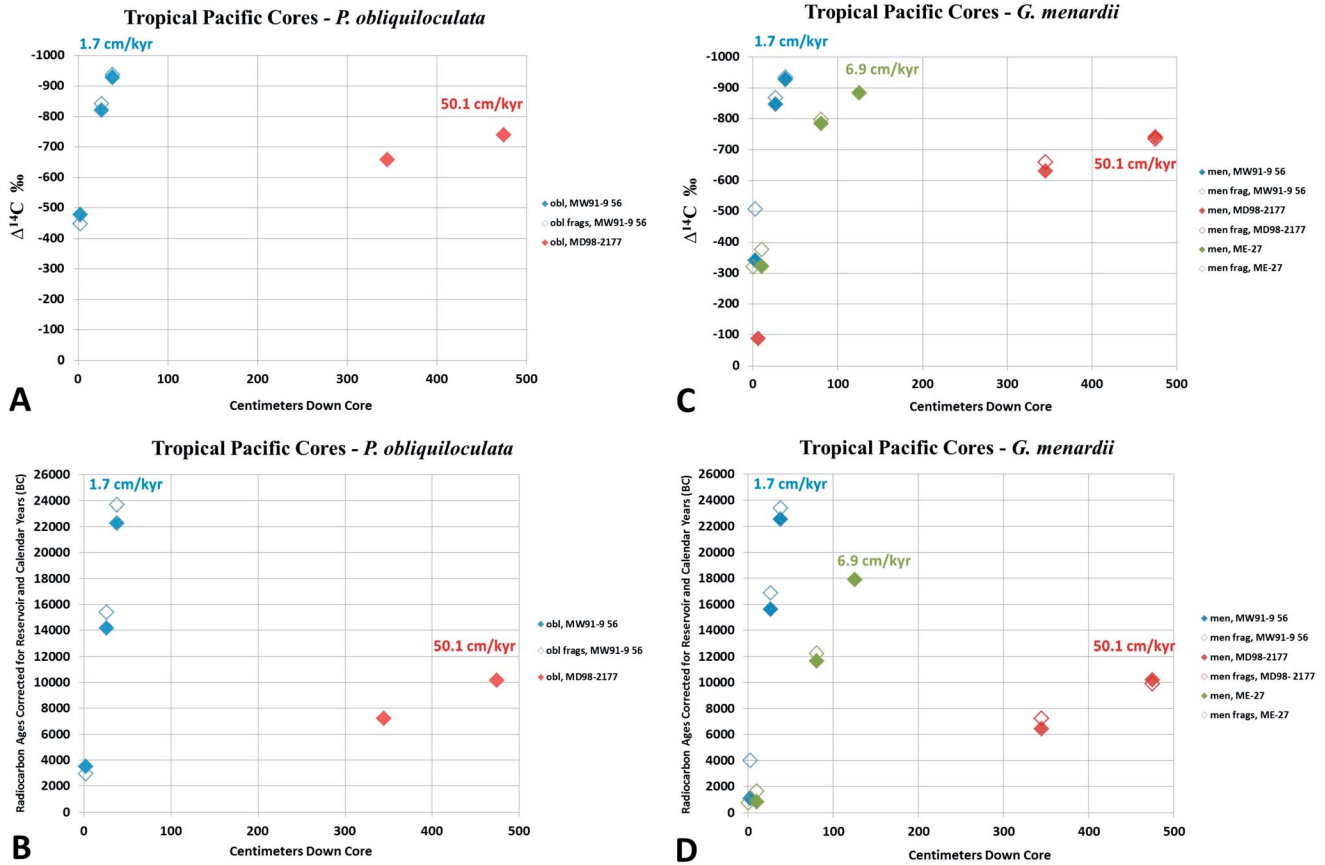 Tropical Pacific Cores - P. obliquiloculata
1.7 cm/kyr
50.1 cm/kyr
Δ14C ‰
-1000
-900
-800
-700
-600
-500
-400
-300
-200
-100
0
0 100 200 300 400 500
Centimeters Down Core
obl, MW91-9 56
obl frags, MW91-9 56
obl, MD98-2177
A
Tropical Pacific Cores - G. menardii
1.7 cm/kyr
6.9 cm/kyr
50.1 cm/kyr
Δ14C ‰
-1000
-900
-800
-700
-600
-500
-400
-300
-200
-100
0
0 100 200 300 400 500
Centimeters Down Core
men, MW91-9 56
men frag, MW91-9 56
men, MD98-2177
men frag, MD98-2177
men, ME-27
men frag, ME-27
C
Tropical Pacific Cores - P. obliquiloculata
1.7 cm/kyr
50.1 cm/kyr
Radiocarbon Ages Corrected for Reservoir and Calendar Years (BC)
26000
24000
22000
20000
18000
16000
14000
12000
10000
8000
6000
4000
2000
0
0 100 200 300 400 500
Centimeters Down Core
obl, MW91-9 56
obl frags, MW91-9 56
obl, MD98-2177
B
Tropical Pacific Cores - G. menardii
1.7 cm/kyr
6.9 cm/kyr
50.1 cm/kyr
Radiocarbon Ages Corrected for Reservoir and Calendar Years (BC)
26000
24000
22000
20000
18000
16000
14000
12000
10000
8000
6000
4000
2000
0
0 100 200 300 400 500
Centimeters Down Core
men, MW91-9 56
men frag, MW91-9 56
men, MD98-2177
men frags, MD98- 2177
men, ME-27
men frags, ME-27
D